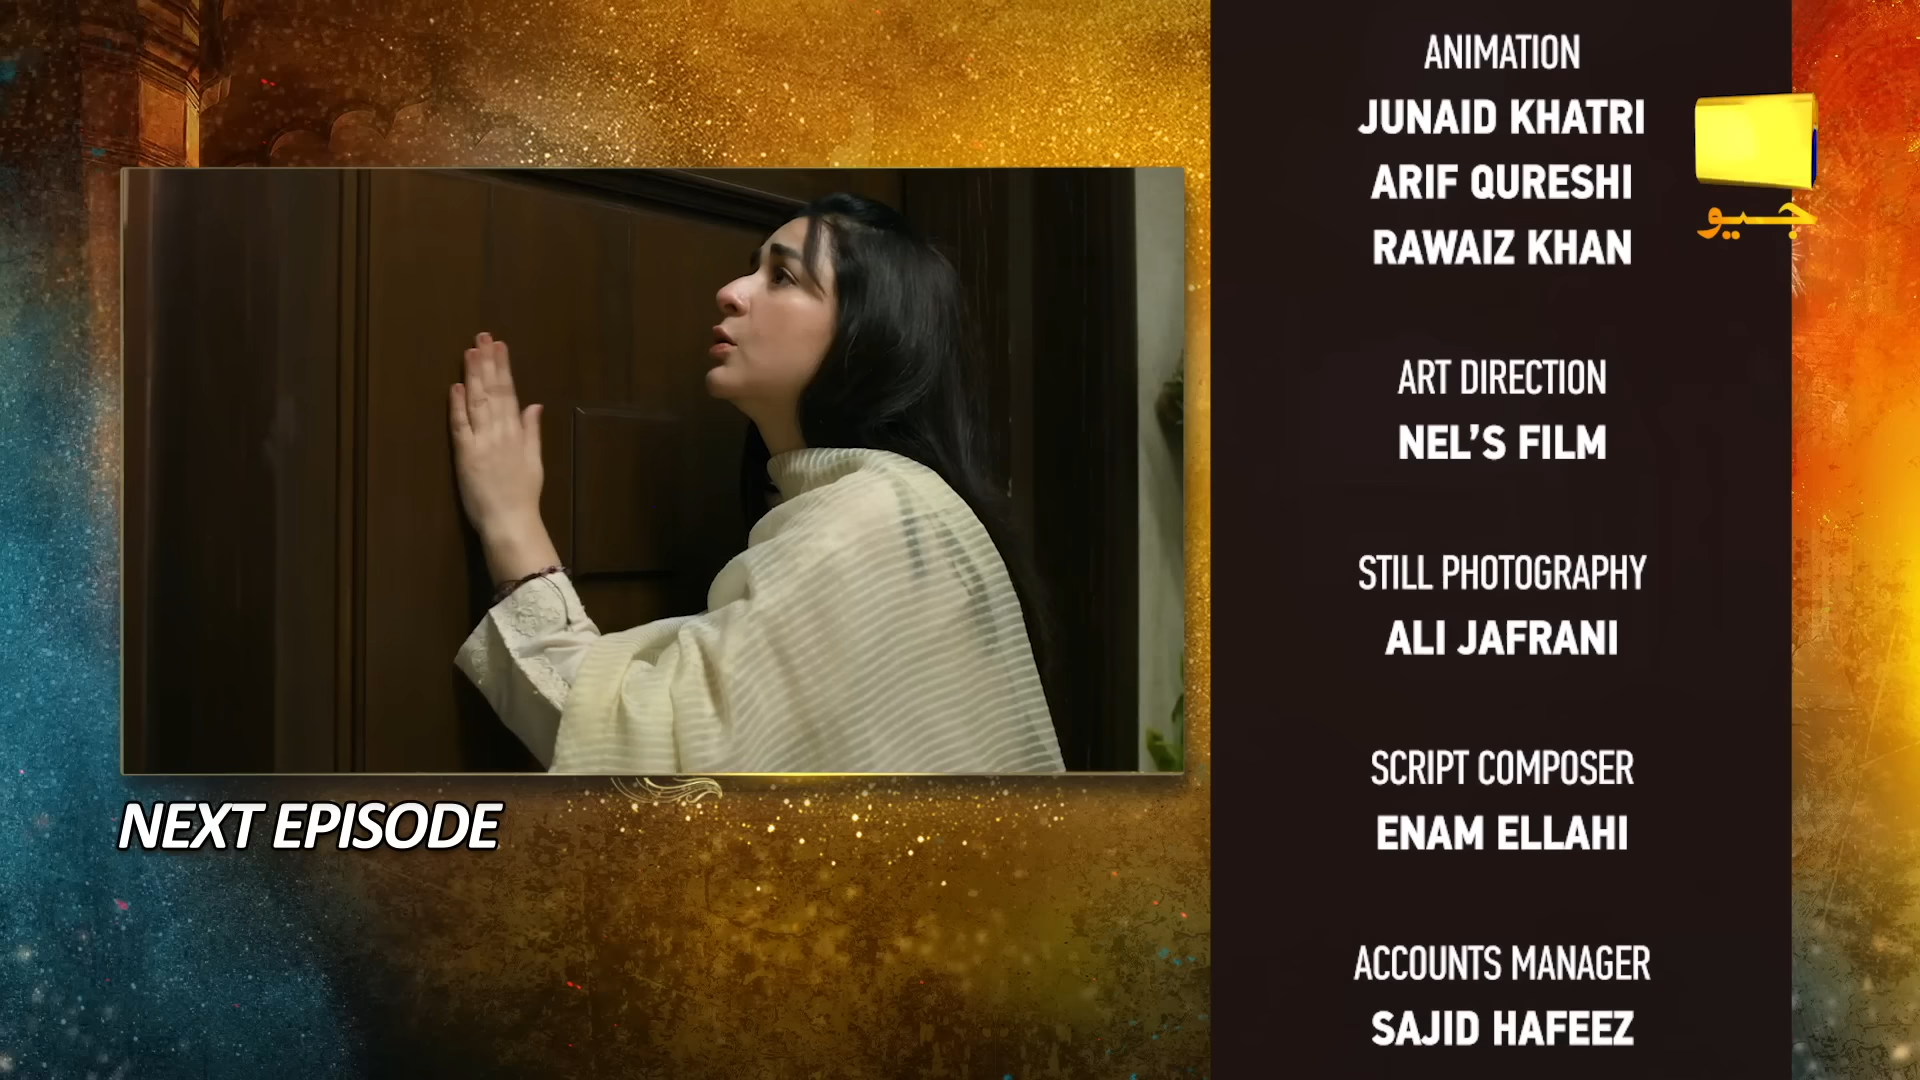 ANIMATION
JUNAID KHATRI
ARIF QURESHI
RAWAIZ KHAN
جیو
ART DIRECTION
NEL'S FILM
STILL PHOTOGRAPHY
ALI JAFRANI
SCRIPT COMPOSER
ENAM ELLAHI
ACCOUNTS MANAGER
SAJID HAFEEZ
NEXT EPISODE